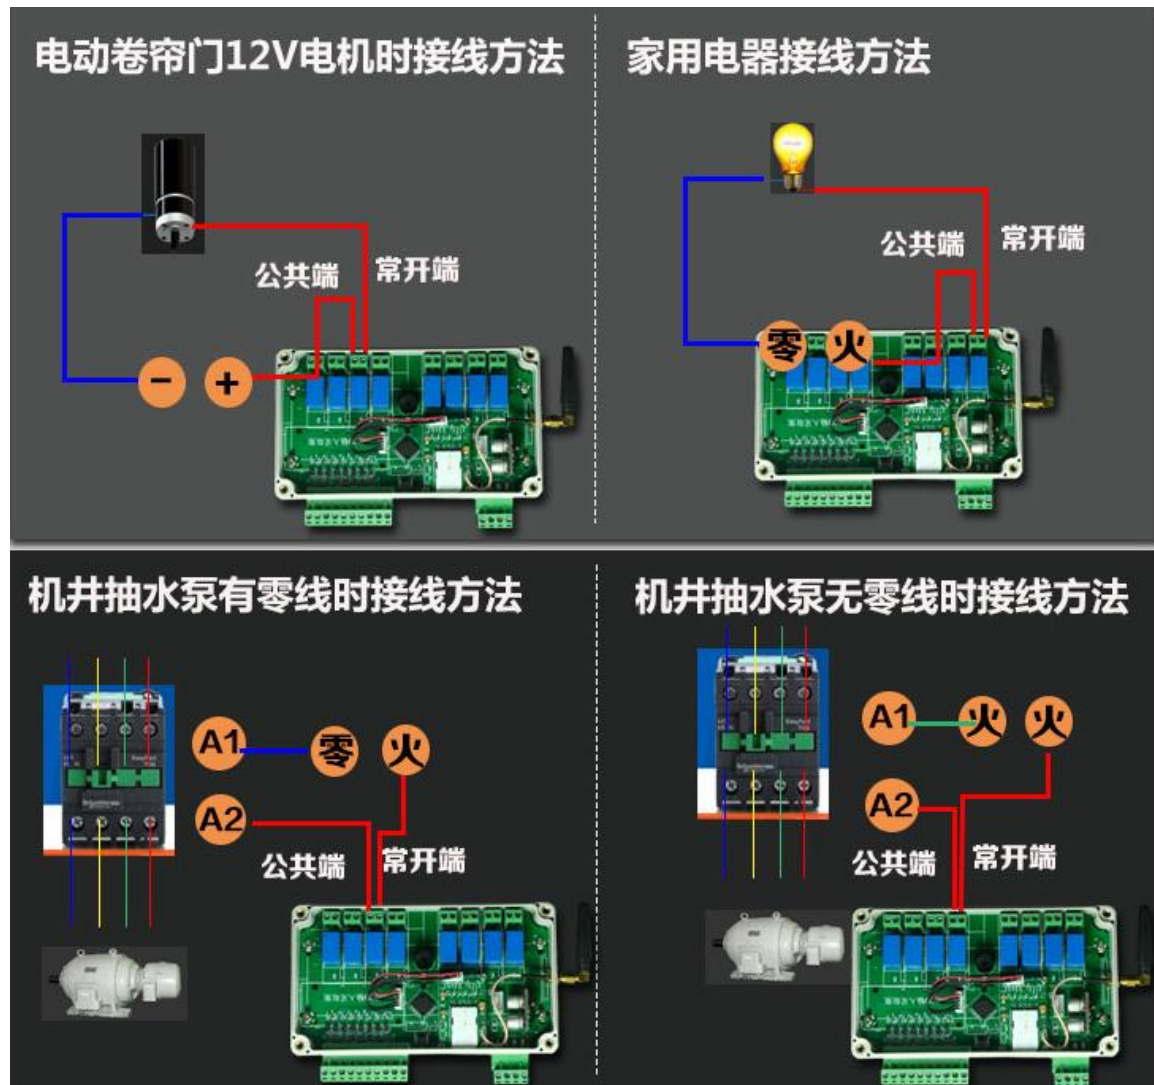 电动卷帘门12V电机时接线方法
公共端
常开端
-
+
家用电器接线方法
公共端
常开端
零
火
机井抽水泵有零线时接线方法
A1
零
火
A2
公共端
常开端
机井抽水泵无零线时接线方法
A1
火
火
A2
公共端
常开端